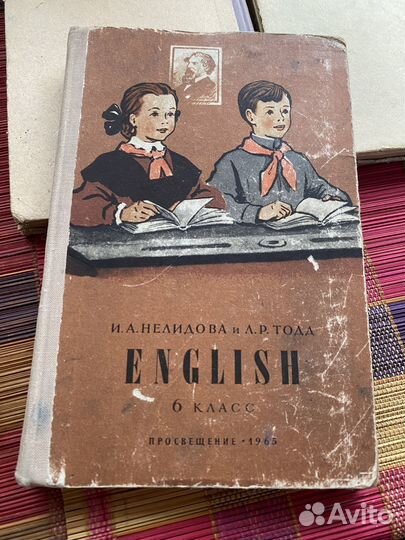 И. А. НЕЛИДОВА и Л. Р. ТОДД
ENGLISH
6 КЛАСС
ПРОСВЕЩЕНИЕ • 1965
Avito